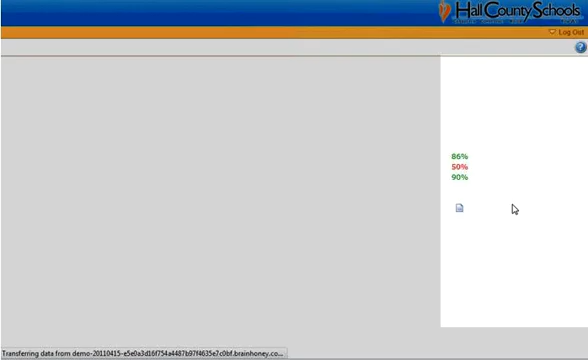 Hall County Schools
Log Out
?
86%
50%
90%
Transferring data from demo-20110415-e5e0a3d16f754a4487b97f4635e7c0bf.brainhoney.co...